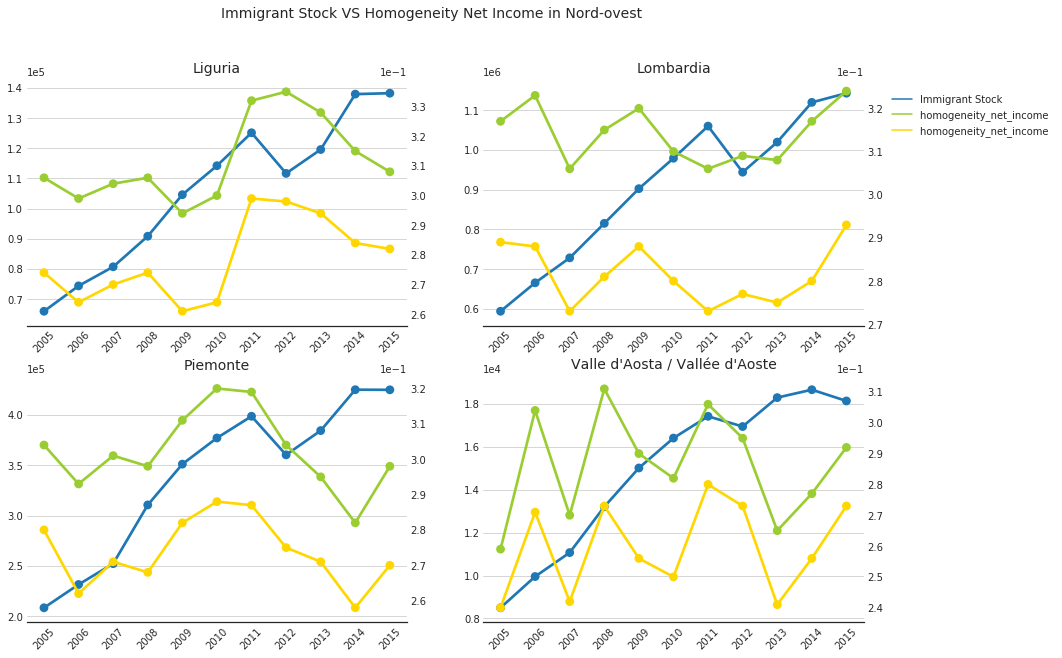 Immigrant Stock VS Homogeneity Net Income in Nord-ovest
Liguria
1e5
1e−1
1.4
1.3
1.2
1.1
1.0
0.9
0.8
0.7
3.3
3.2
3.1
3.0
2.9
2.8
2.7
2.6
2005 2006 2007 2008 2009 2010 2011 2012 2013 2014 2015
Lombardia
1e6
1e−1
1.1
1.0
0.9
0.8
0.7
0.6
3.2
3.1
3.0
2.9
2.8
2.7
2005 2006 2007 2008 2009 2010 2011 2012 2013 2014 2015
Immigrant Stock
homogeneity_net_income
homogeneity_net_income
Piemonte
1e5
1e−1
4.0
3.5
3.0
2.5
2.0
3.2
3.1
3.0
2.9
2.8
2.7
2.6
2005 2006 2007 2008 2009 2010 2011 2012 2013 2014 2015
Valle d'Aosta / Vallée d'Aoste
1e4
1e−1
1.8
1.6
1.4
1.2
1.0
0.8
3.1
3.0
2.9
2.8
2.7
2.6
2.5
2.4
2005 2006 2007 2008 2009 2010 2011 2012 2013 2014 2015